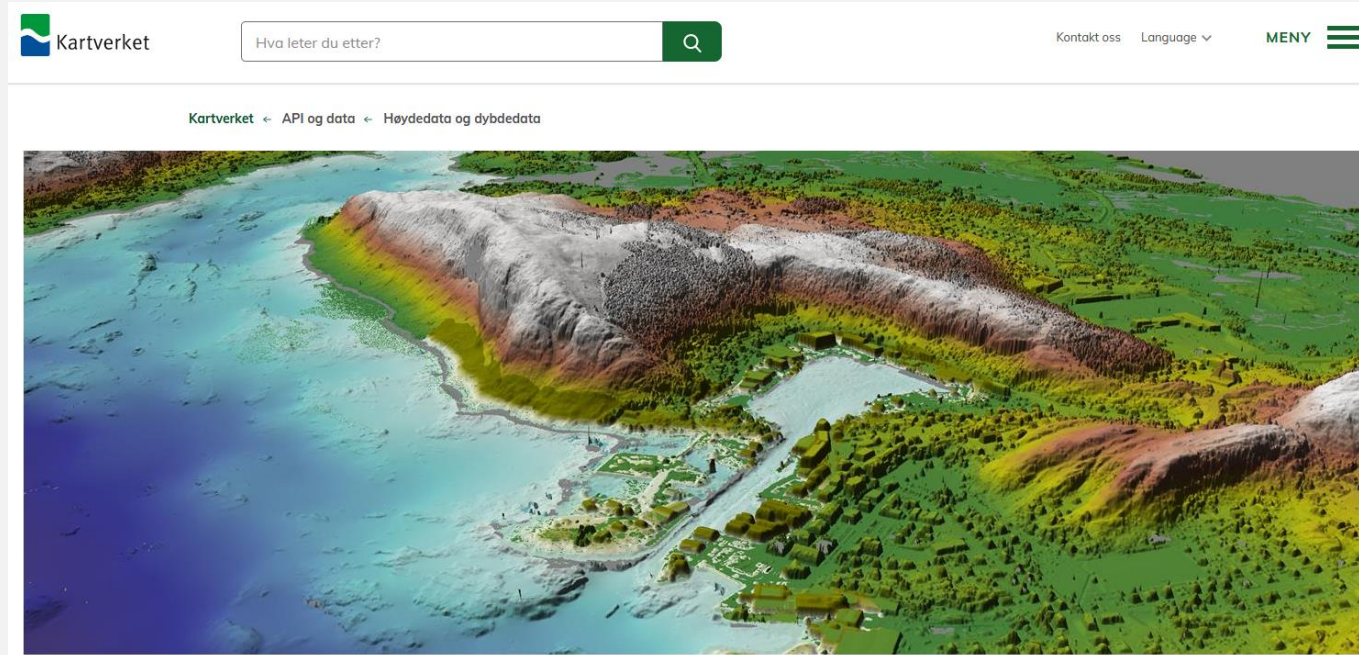 Kartverket
Hva leter du etter?
Kontakt oss Language
MENY
Kartverket ← API og data ← Høydedata og dybdedata